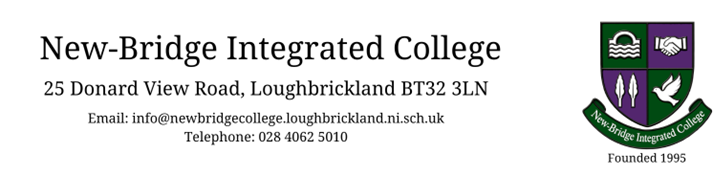 New-Bridge Integrated College
25 Donard View Road, Loughbrickland BT32 3LN
Email: info@newbridgecollege.loughbrickland.ni.sch.uk
Telephone: 028 4062 5010
New-Bridge Integrated College
Founded 1995